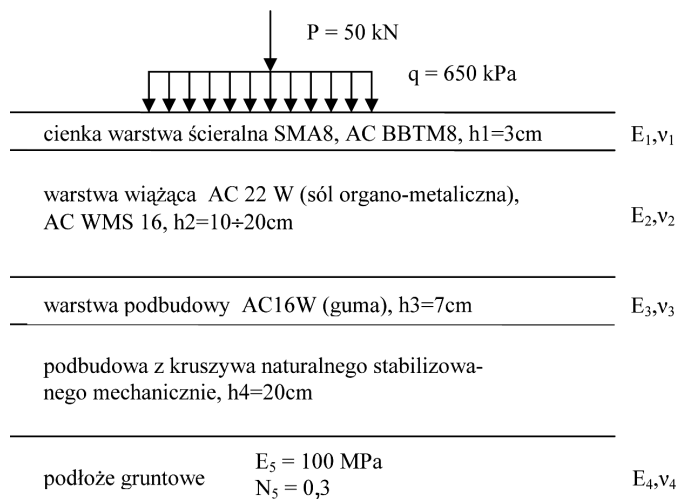 P = 50 kN
q = 650 kPa
cienka warstwa ścieralna SMA8, AC BBTM8, h1=3cm
E₁,ν₁
warstwa wiążąca AC 22 W (sól organo-metaliczna),
AC WMS 16, h2=10÷20cm
E₂,ν₂
warstwa podbudowy AC16W (guma), h3=7cm
E₃,ν₃
podbudowa z kruszywa naturalnego stabilizowa-
nego mechanicznie, h4=20cm
podłoże gruntowe
E₅ = 100 MPa
N₅ = 0,3
E₄,ν₄